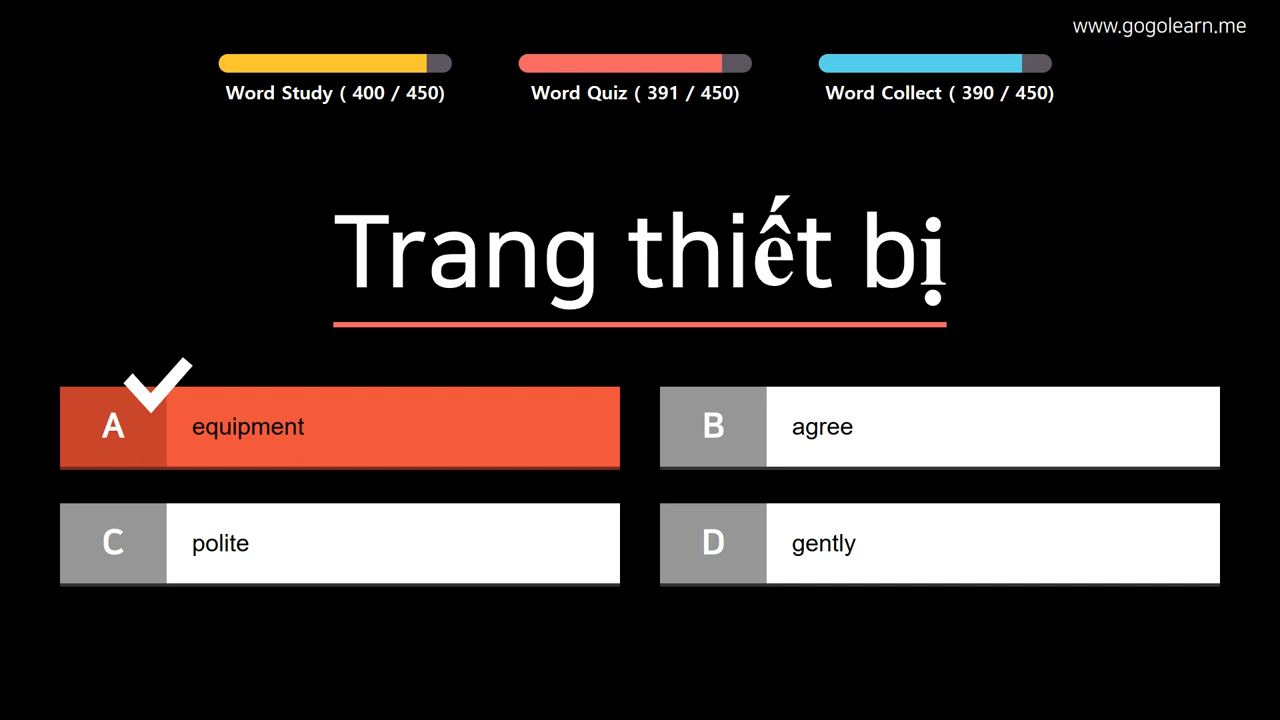 www.gogolearn.me
Word Study ( 400 / 450)
Word Quiz ( 391 / 450)
Word Collect ( 390 / 450)
Trang thiết bị
A
equipment
B
agree
C
polite
D
gently